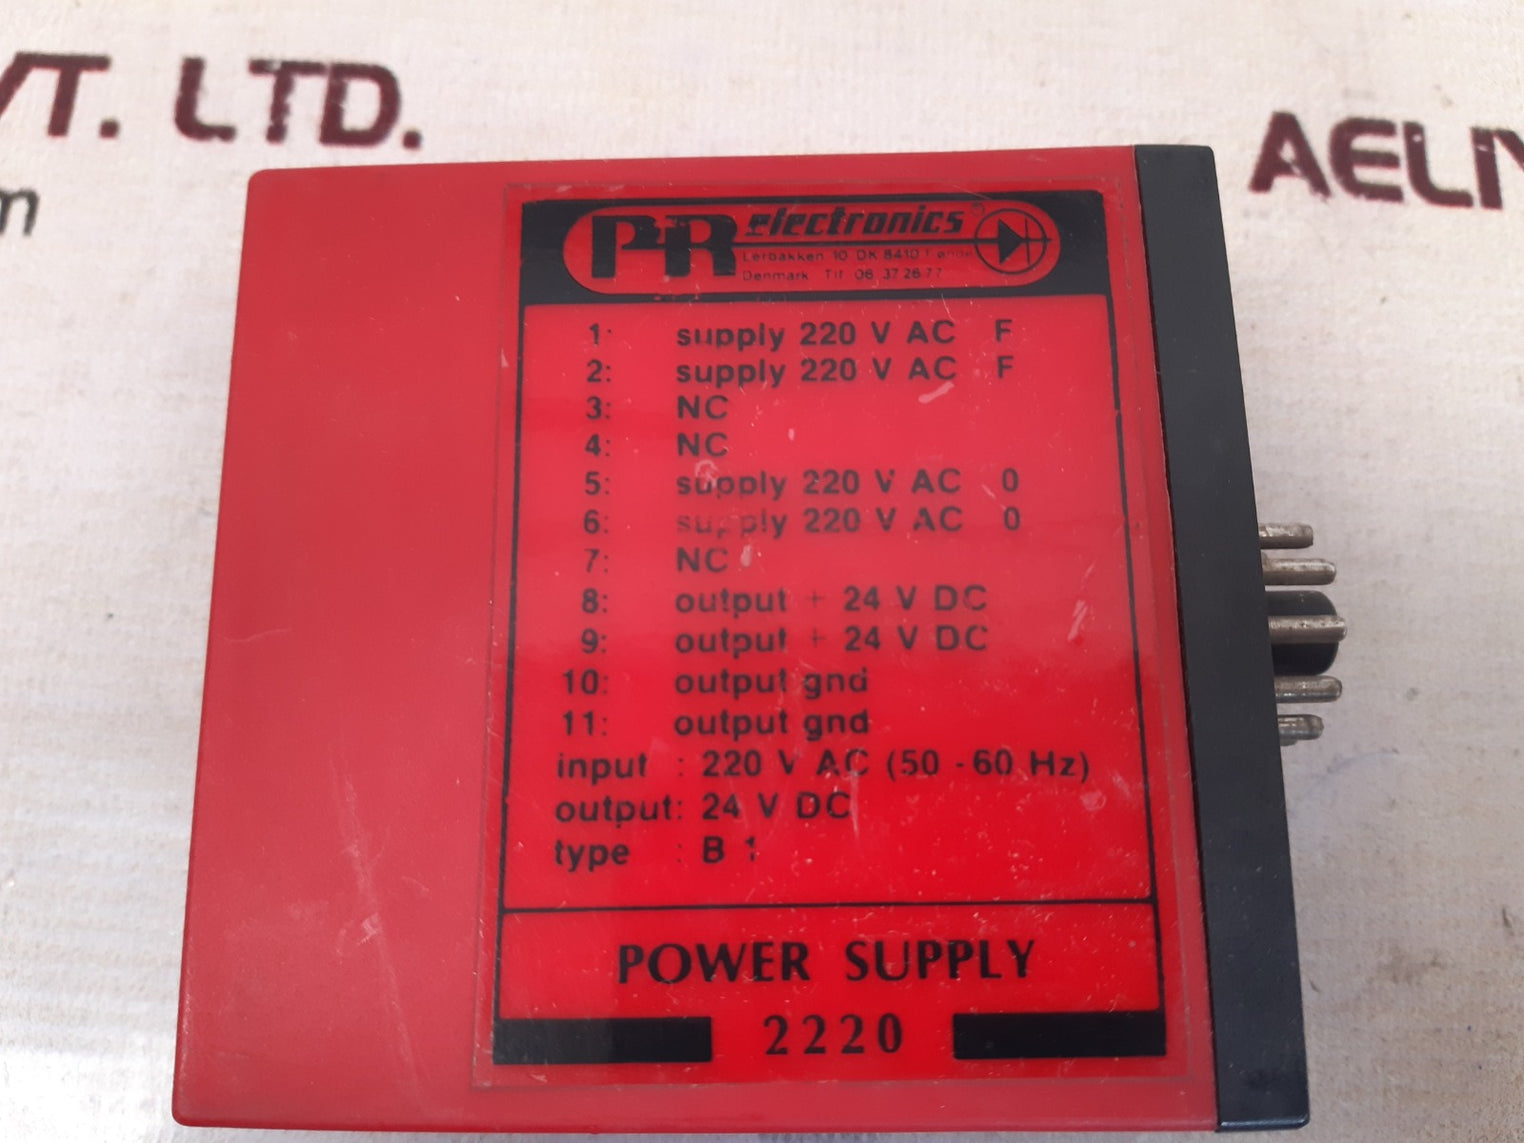 VT. LTD.
m
AELIY
PR electronics
Lerbakken 10 DK 8410 Rønde
Denmark Tlf 06 37 26 77
1: supply 220 V AC F
2: supply 220 V AC F
3: NC
4: NC
5: supply 220 V AC 0
6: supply 220 V AC 0
7: NC
8: output + 24 V DC
9: output + 24 V DC
10: output gnd
11: output gnd
input : 220 V AC (50 - 60 Hz)
output: 24 V DC
type : B 1
POWER SUPPLY
2220